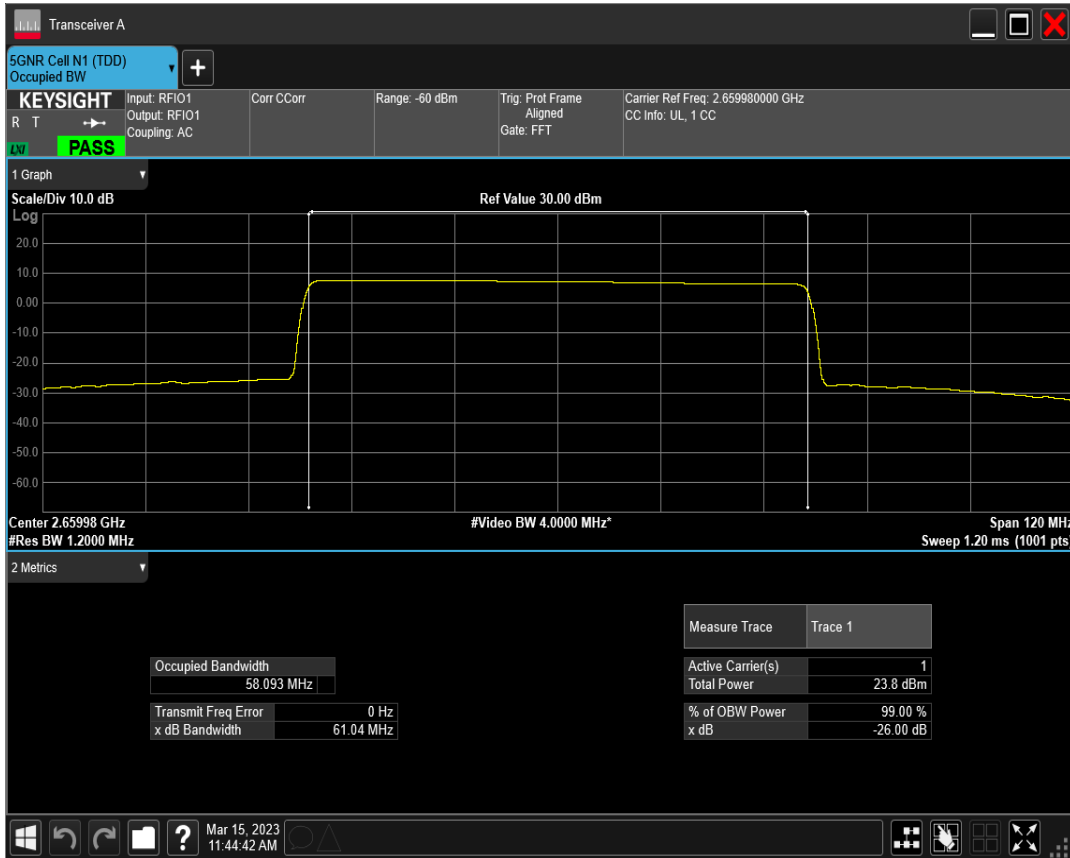 Transceiver A
5GNR Cell N1 (TDD)
Occupied BW
KEYSIGHT
R T
LXI
PASS
Input: RFIO1
Output: RFIO1
Coupling: AC
Corr CCorr
Range: -60 dBm
Trig: Prot Frame
Aligned
Gate: FFT
Carrier Ref Freq: 2.659980000 GHz
CC Info: UL, 1 CC
1 Graph
Scale/Div 10.0 dB
Ref Value 30.00 dBm
Log
20.0
10.0
0.00
-10.0
-20.0
-30.0
-40.0
-50.0
-60.0
Center 2.65998 GHz
#Video BW 4.0000 MHz*
Span 120 MHz
#Res BW 1.2000 MHz
Sweep 1.20 ms (1001 pts)
2 Metrics
Measure Trace Trace 1
Occupied Bandwidth
58.093 MHz
Active Carrier(s) 1
Total Power 23.8 dBm
Transmit Freq Error 0 Hz
x dB Bandwidth 61.04 MHz
% of OBW Power 99.00 %
x dB -26.00 dB
Mar 15, 2023
11:44:42 AM